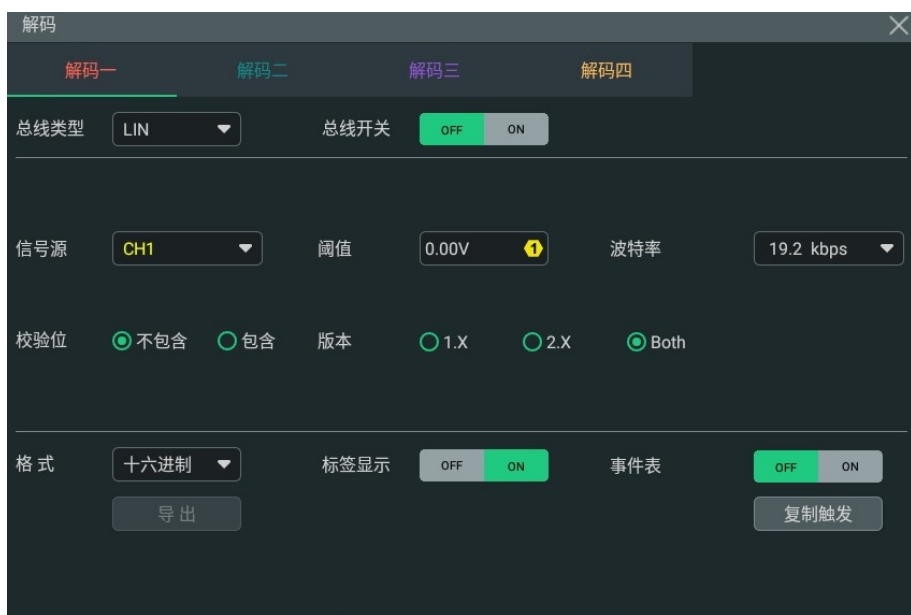 解码
解码一 解码二 解码三 解码四
总线类型 LIN 总线开关 OFF ON
信号源 CH1 阈值 0.00V 1 波特率 19.2 kbps
校验位 不包含 包含 版本 1.X 2.X Both
格式 十六进制 标签显示 OFF ON 事件表 OFF ON
导出 复制触发